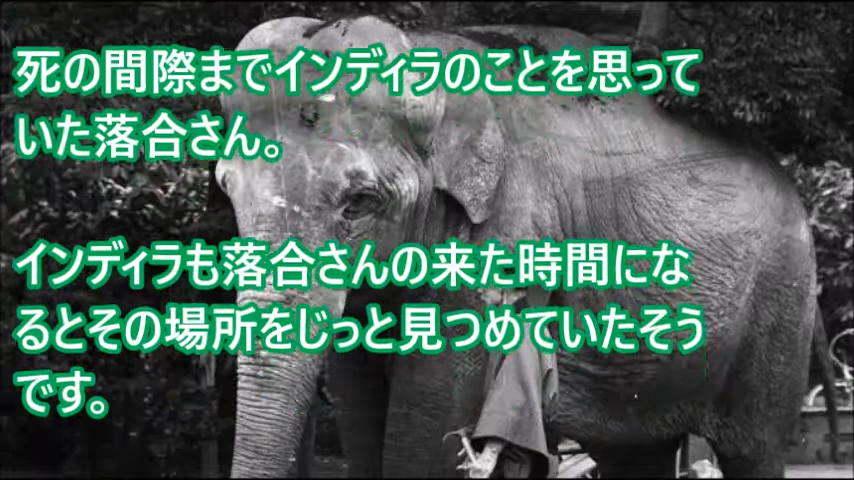 死の間際までインディラのことを思って
いた落合さん。
インディラも落合さんの来た時間にな
るとその場所をじっと見つめていたそう
です。